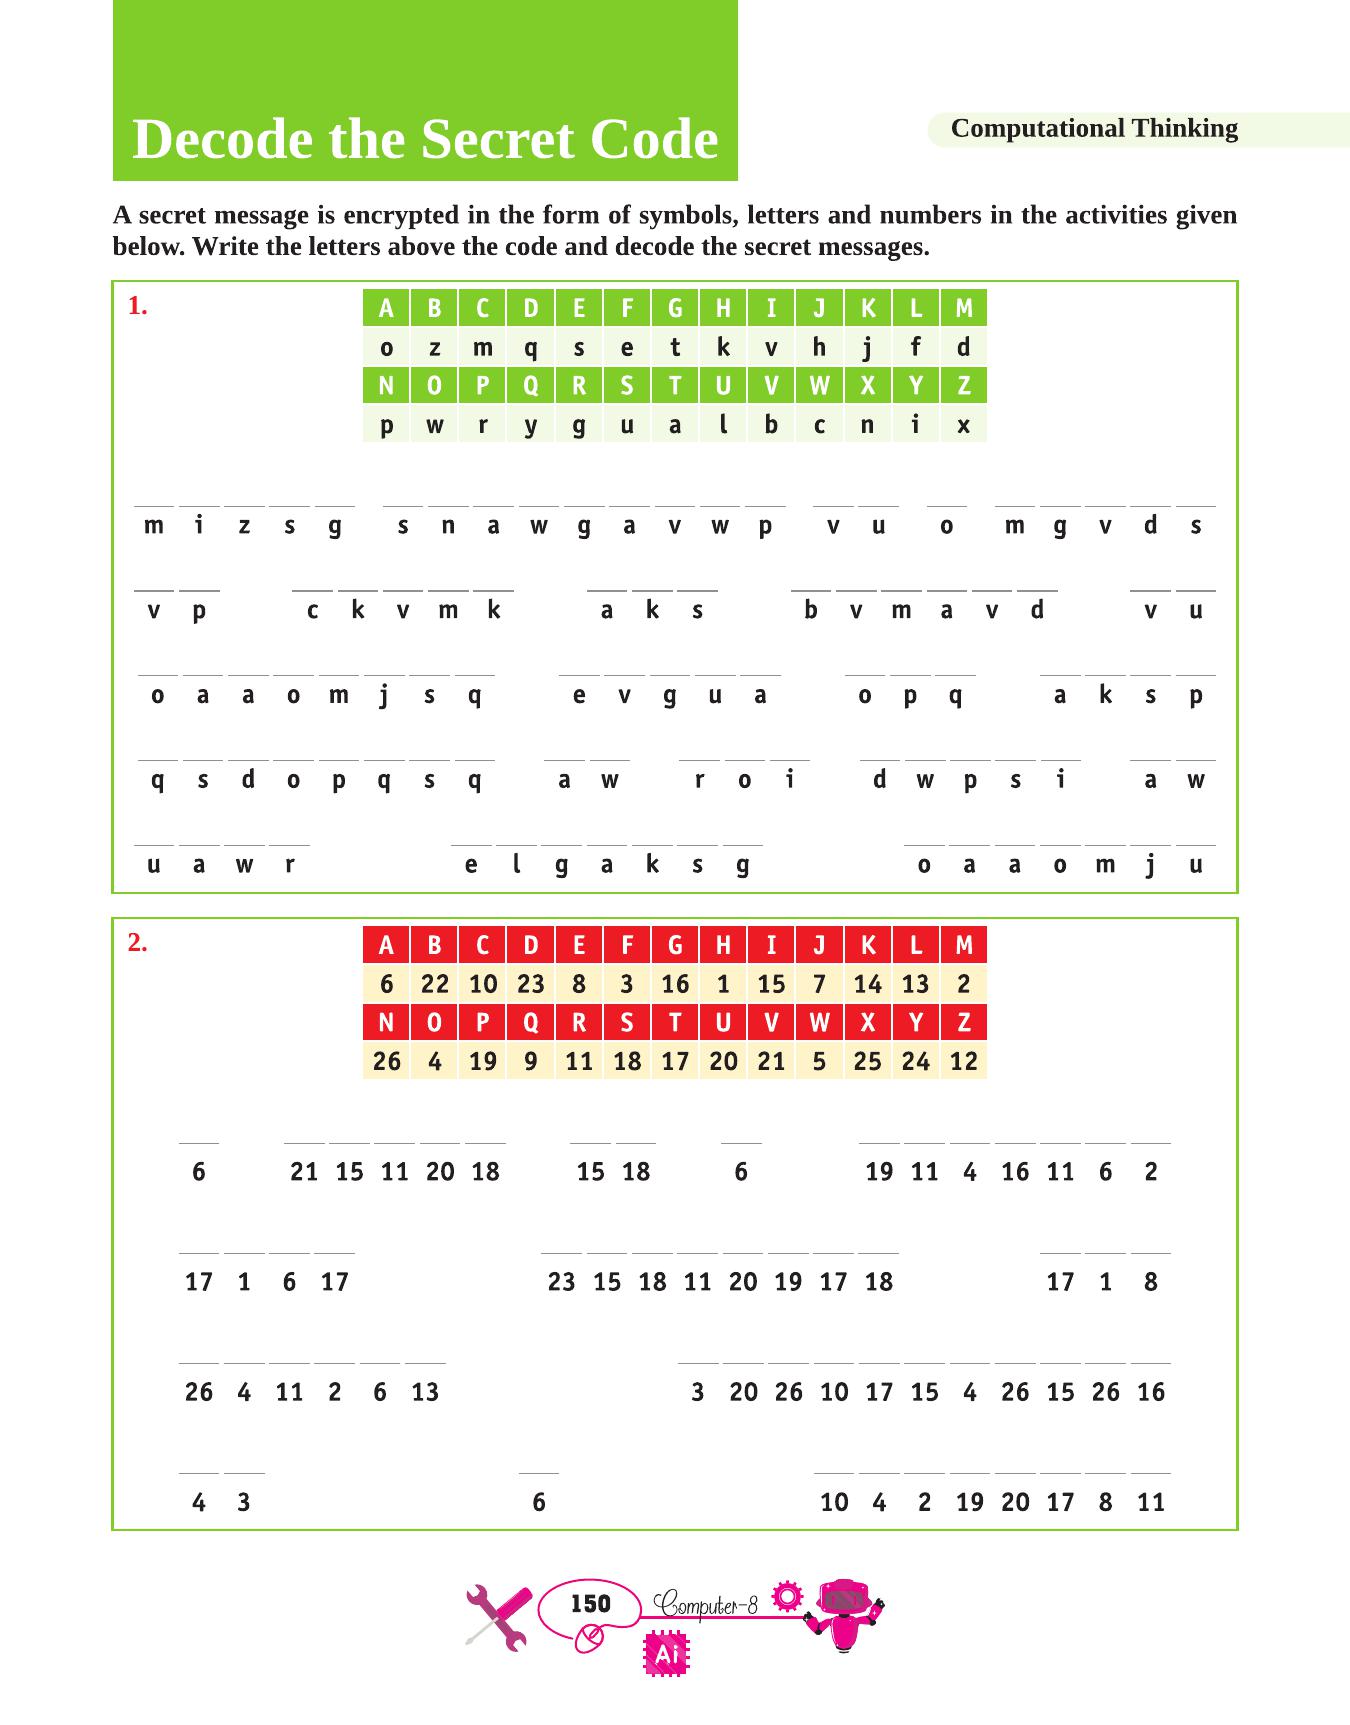 Decode the Secret Code
Computational Thinking
A secret message is encrypted in the form of symbols, letters and numbers in the activities given
below. Write the letters above the code and decode the secret messages.
1.
A B C D E F G H I J K L M
o z m q s e t k v h j f d
N O P Q R S T U V W X Y Z
p w r y g u a l b c n i x
m i z s g s n a w g a v w p v u o m g v d s
v p c k v m k a k s b v m a v d v u
o a a o m j s q e v g u a o p q a k s p
q s d o p q s q a w r o i d w p s i a w
u a w r e l g a k s g o a a o m j u
2.
A B C D E F G H I J K L M
6 22 10 23 8 3 16 1 15 7 14 13 2
N O P Q R S T U V W X Y Z
26 4 19 9 11 18 17 20 21 5 25 24 12
6 21 15 11 20 18 15 18 6 19 11 4 16 11 6 2
17 1 6 17 23 15 18 11 20 19 17 18 17 1 8
26 4 11 2 6 13 3 20 26 10 17 15 4 26 15 26 16
4 3 6 10 4 2 19 20 17 8 11
150 Computer-8
Ai